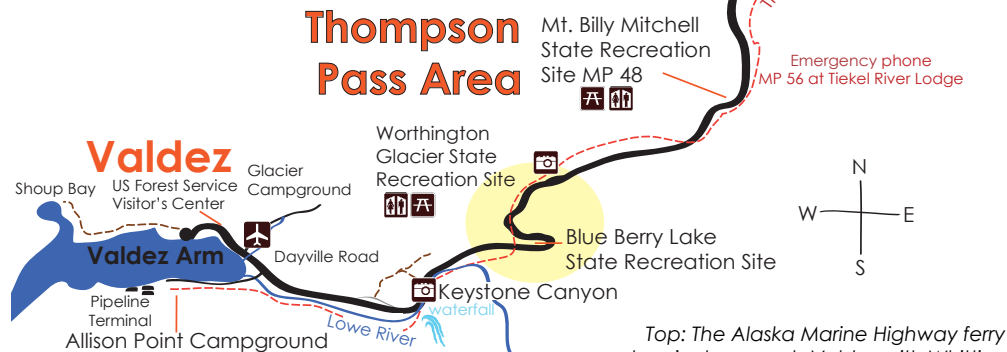 Thompson
Pass Area
Mt. Billy Mitchell
State Recreation
Site MP 48
Emergency phone
MP 56 at Tiekel River Lodge
Worthington
Glacier State
Recreation Site
Valdez
Glacier
Campground
Shoup Bay
US Forest Service
Visitor's Center
N
W
E
S
Blue Berry Lake
State Recreation Site
Valdez Arm
Dayville Road
Keystone Canyon
Pipeline
Terminal
waterfall
Lowe River
Allison Point Campground
Top: The Alaska Marine Highway ferry